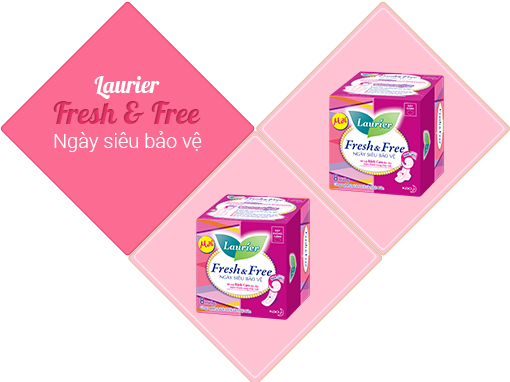 Laurier
Fresh & Free
Ngày siêu bảo vệ
Mới
Laurier
Fresh & Free
NGÀY SIÊU BẢO VỆ
KAO
Mới
Laurier
Fresh & Free
NGÀY SIÊU BẢO VỆ
KAO